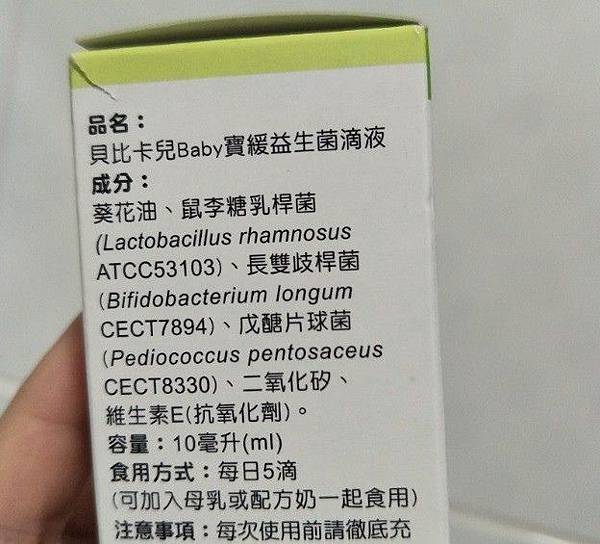 品名：
貝比卡兒Baby寶緩益生菌滴液
成分：
葵花油、鼠李糖乳桿菌
(Lactobacillus rhamnosus
ATCC53103)、長雙歧桿菌
(Bifidobacterium longum
CECT7894)、戊醣片球菌
(Pediococcus pentosaceus
CECT8330)、二氧化矽、
維生素E(抗氧化劑)。
容量：10毫升(ml)
食用方式：每日5滴
(可加入母乳或配方奶一起食用)
注意事項：每次使用前請徹底充